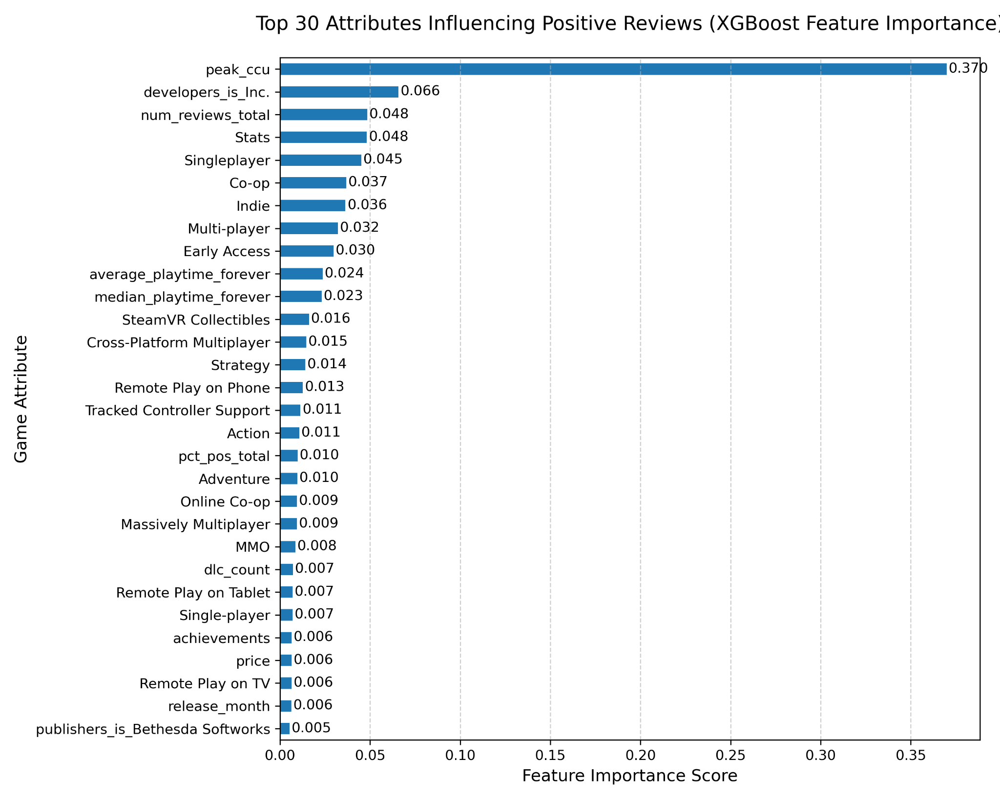 Top 30 Attributes Influencing Positive Reviews (XGBoost Feature Importance)
peak_ccu 0.370
developers_is_Inc. 0.066
num_reviews_total 0.048
Stats 0.048
Singleplayer 0.045
Co-op 0.037
Indie 0.036
Multi-player 0.032
Early Access 0.030
average_playtime_forever 0.024
median_playtime_forever 0.023
SteamVR Collectibles 0.016
Cross-Platform Multiplayer 0.015
Strategy 0.014
Remote Play on Phone 0.013
Tracked Controller Support 0.011
Action 0.011
pct_pos_total 0.010
Adventure 0.010
Online Co-op 0.009
Massively Multiplayer 0.009
MMO 0.008
dlc_count 0.007
Remote Play on Tablet 0.007
Single-player 0.007
achievements 0.006
price 0.006
Remote Play on TV 0.006
release_month 0.006
publishers_is_Bethesda Softworks 0.005
0.00 0.05 0.10 0.15 0.20 0.25 0.30 0.35
Feature Importance Score
Game Attribute